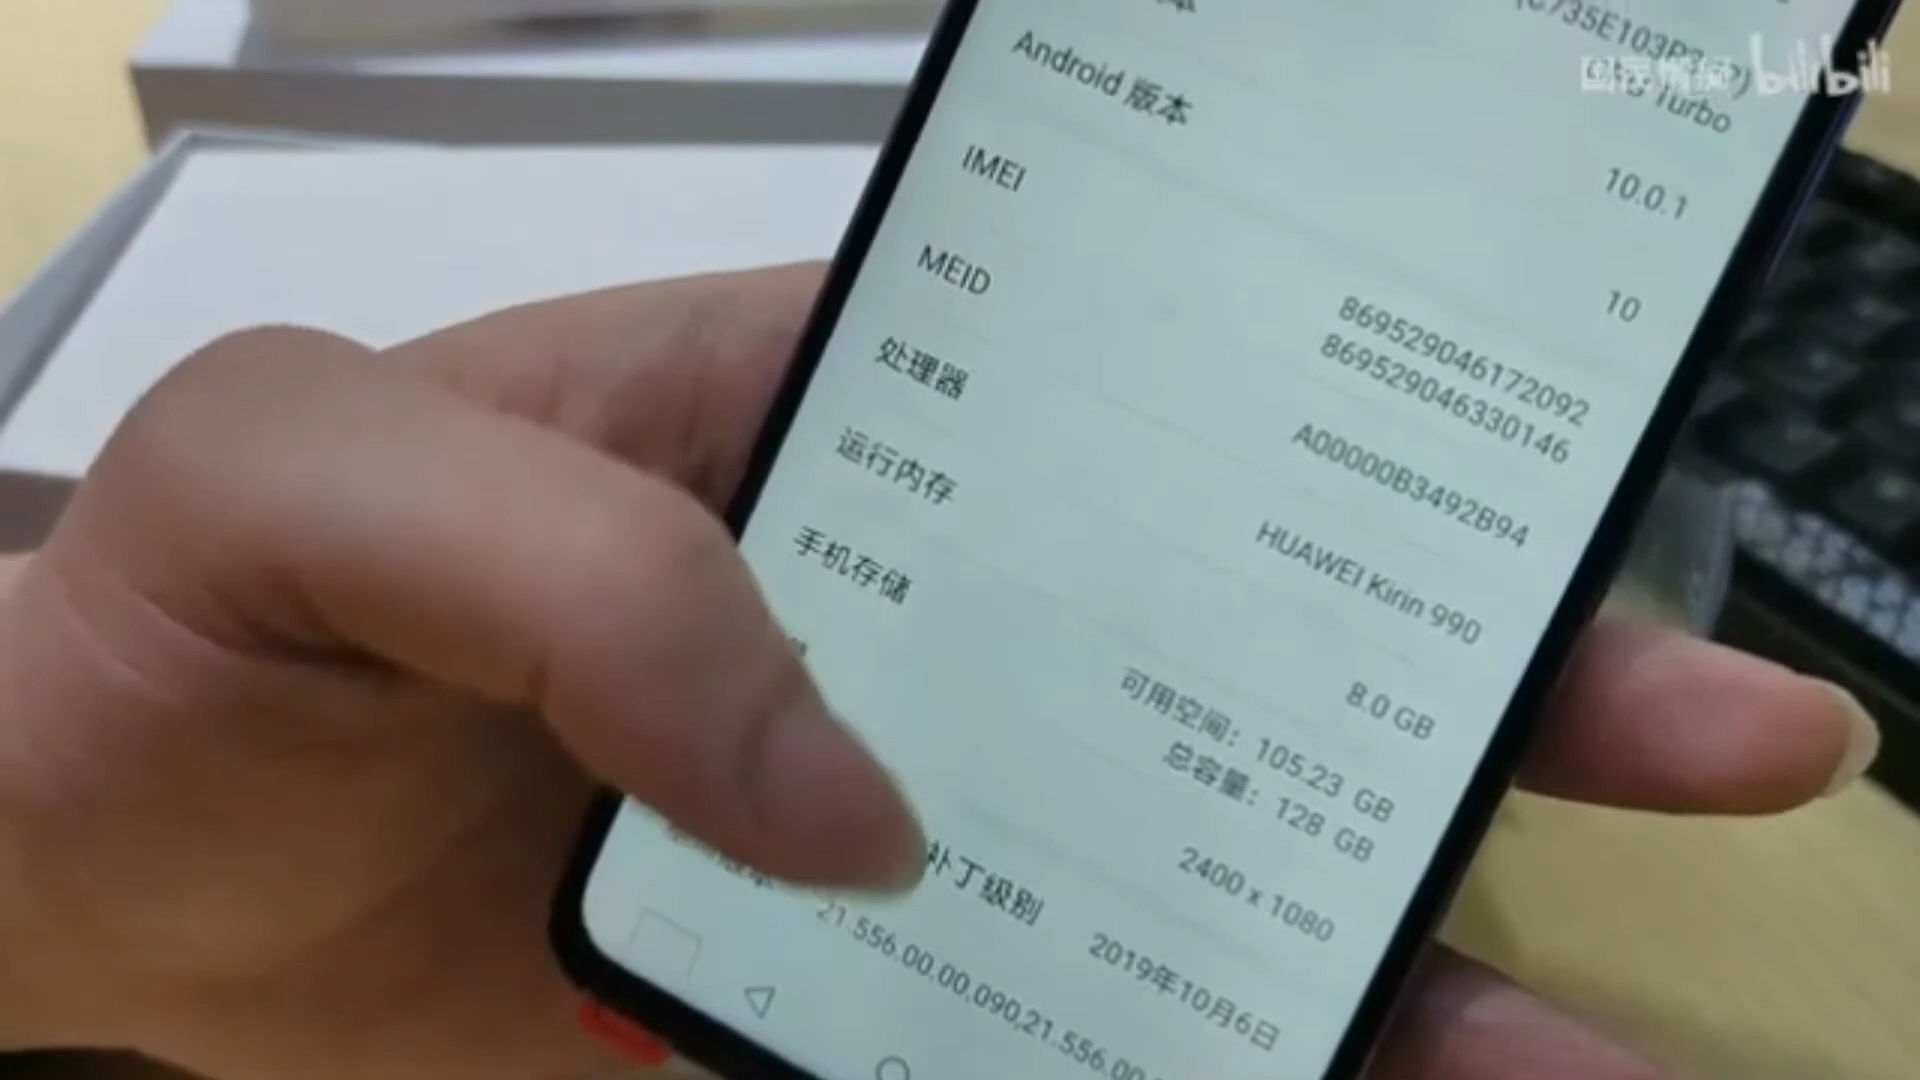 Turbo
10.0.1
Android 版本
10
IMEI
869529046172092
869529046330146
MEID
A00000B3492B94
处理器
HUAWEI Kirin 990
运行内存
8.0 GB
手机存储
可用空间： 105.23 GB
总容量： 128 GB
2400 x 1080
补丁级别
2019年10月6日
21.556.00.00.090,21.556.00
bilibili